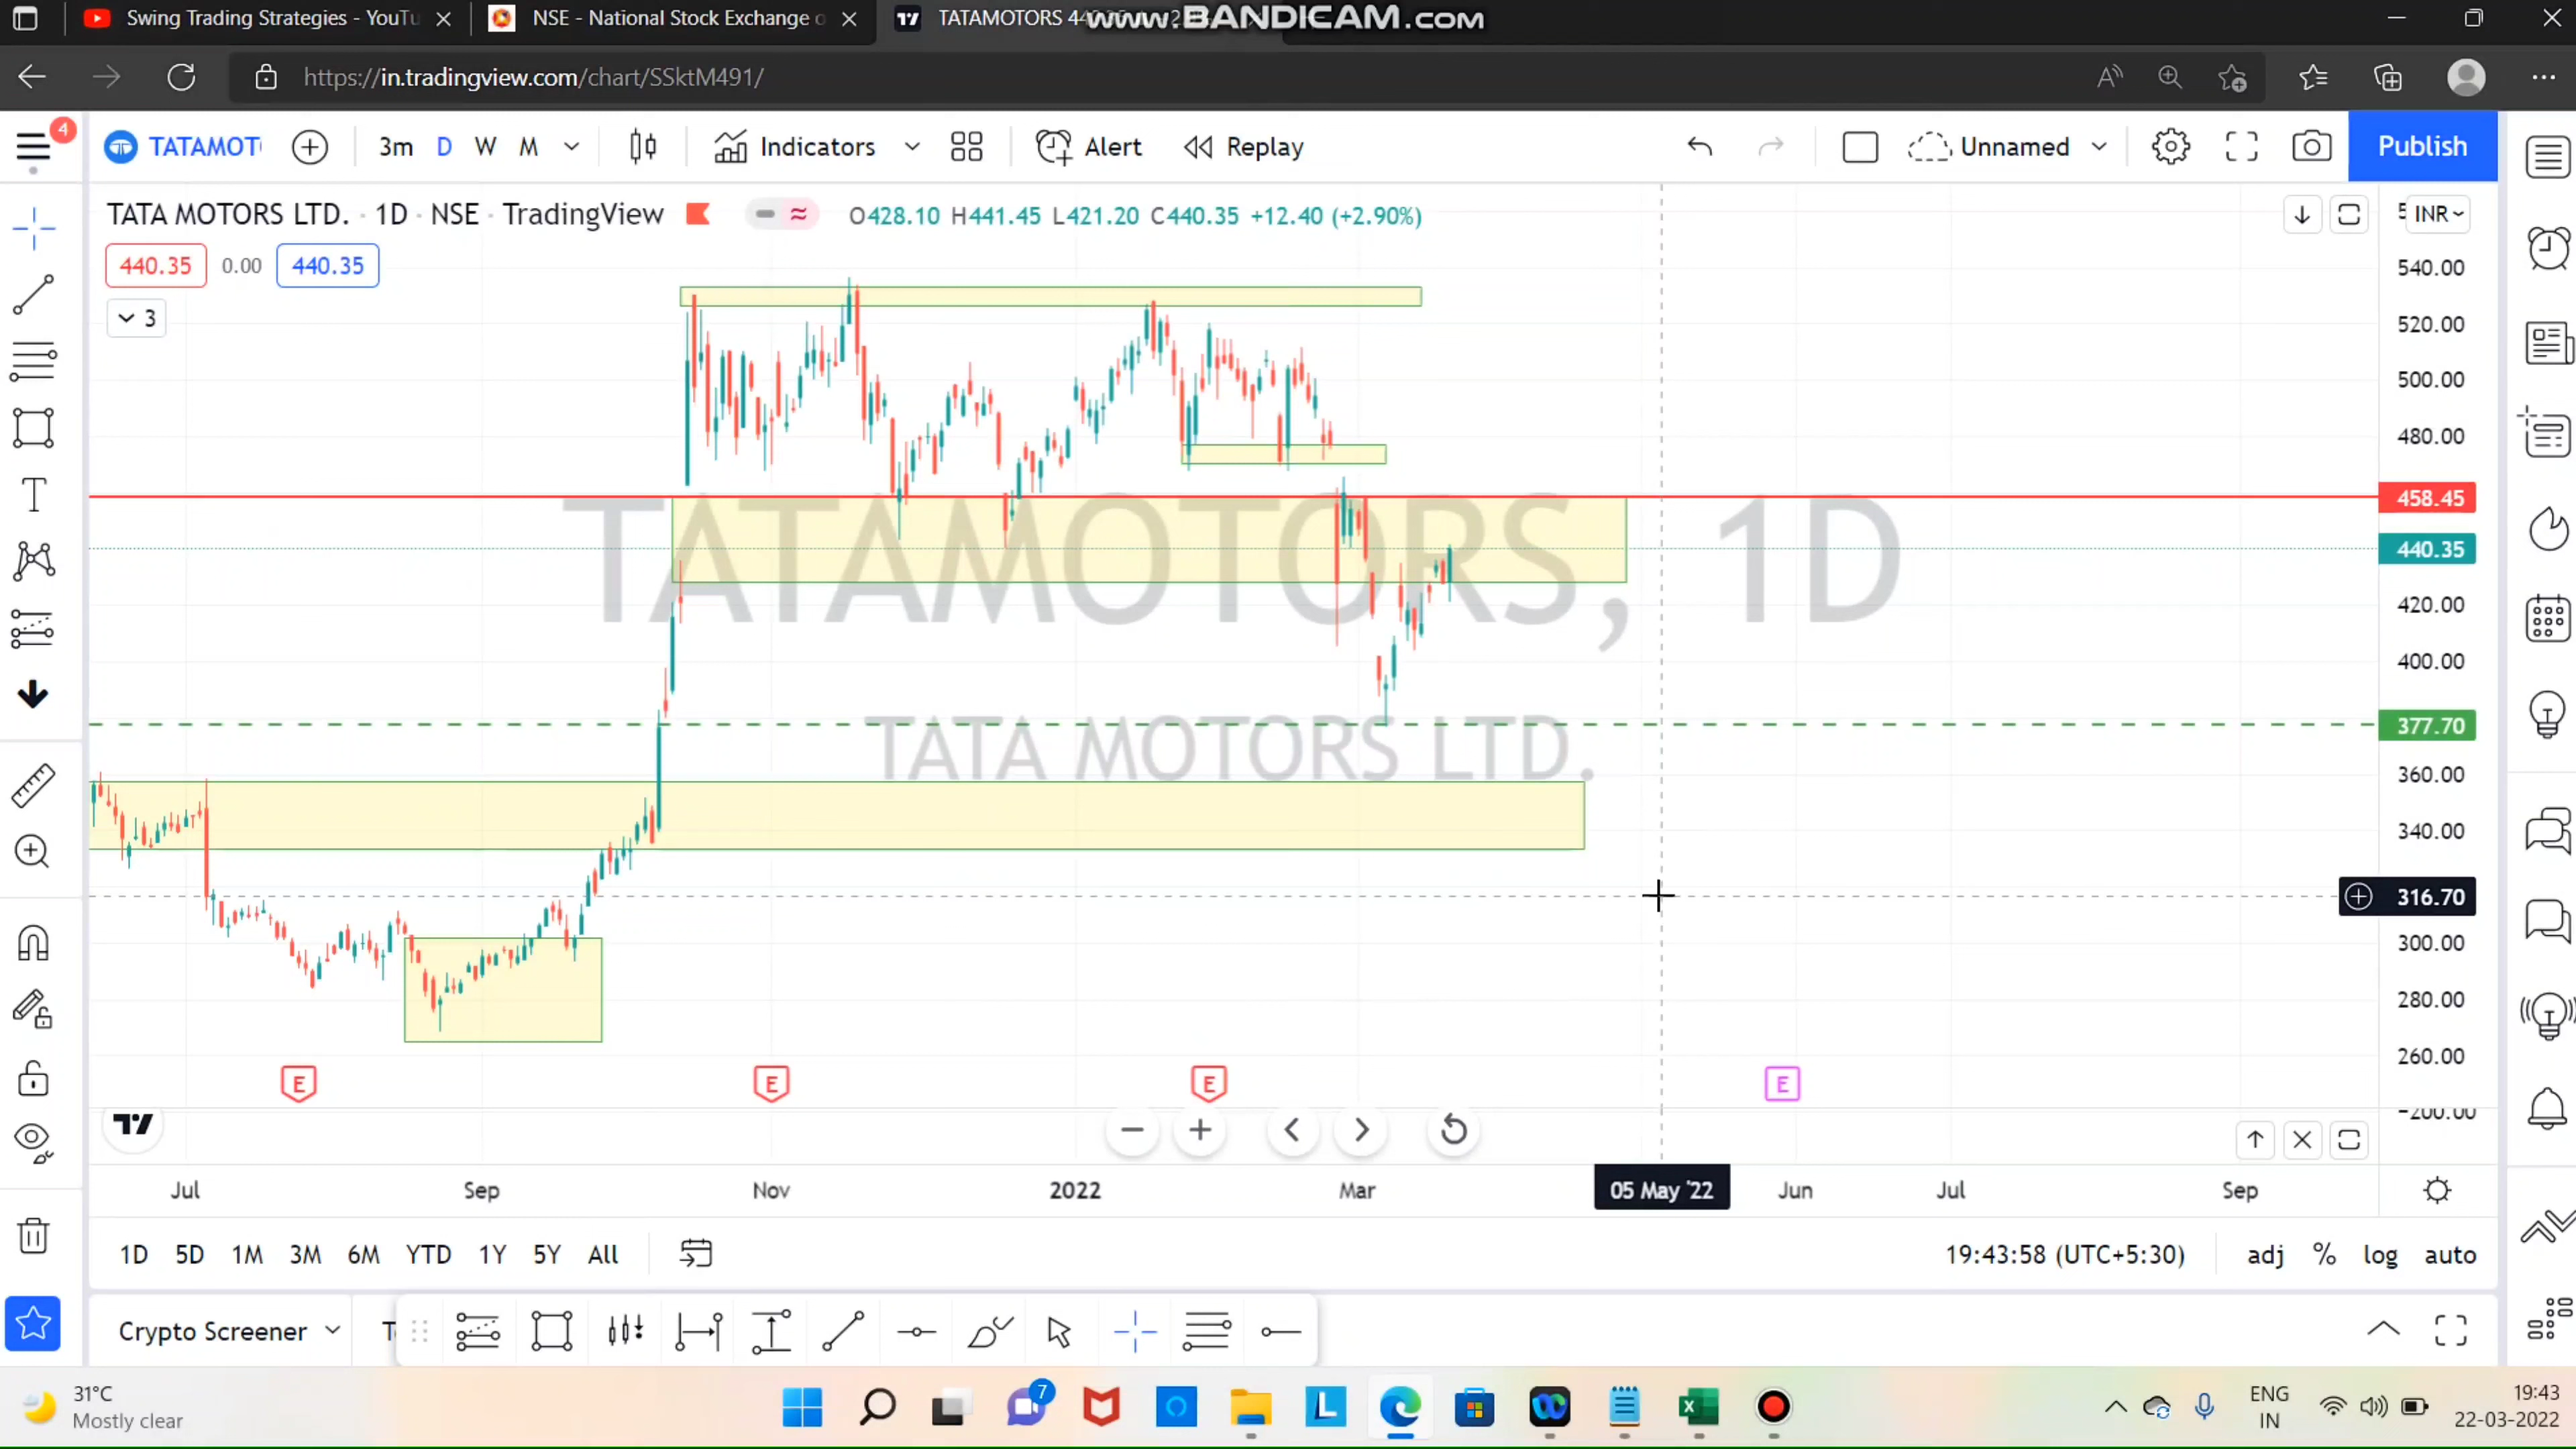 Swing Trading Strategies - YouTu
NSE - National Stock Exchange o
TATAMOTORS 44
www.BANDICAM.com
https://in.tradingview.com/chart/SSktM491/
4
TATAMOT
3m D W M
Indicators
Alert
Replay
Unnamed
Publish
TATA MOTORS LTD. · 1D · NSE · TradingView
O428.10 H441.45 L421.20 C440.35 +12.40 (+2.90%)
INR
440.35 0.00 440.35
3
540.00
520.00
500.00
480.00
458.45
440.35
420.00
400.00
377.70
360.00
340.00
316.70
300.00
280.00
260.00
-200.00
TATAMOTORS, 1D
TATA MOTORS LTD.
E E E E
Jul Sep Nov 2022 Mar 05 May '22 Jun Jul Sep
1D 5D 1M 3M 6M YTD 1Y 5Y All
19:43:58 (UTC+5:30) adj % log auto
Crypto Screener
31°C
Mostly clear
7
ENG
IN
19:43
22-03-2022